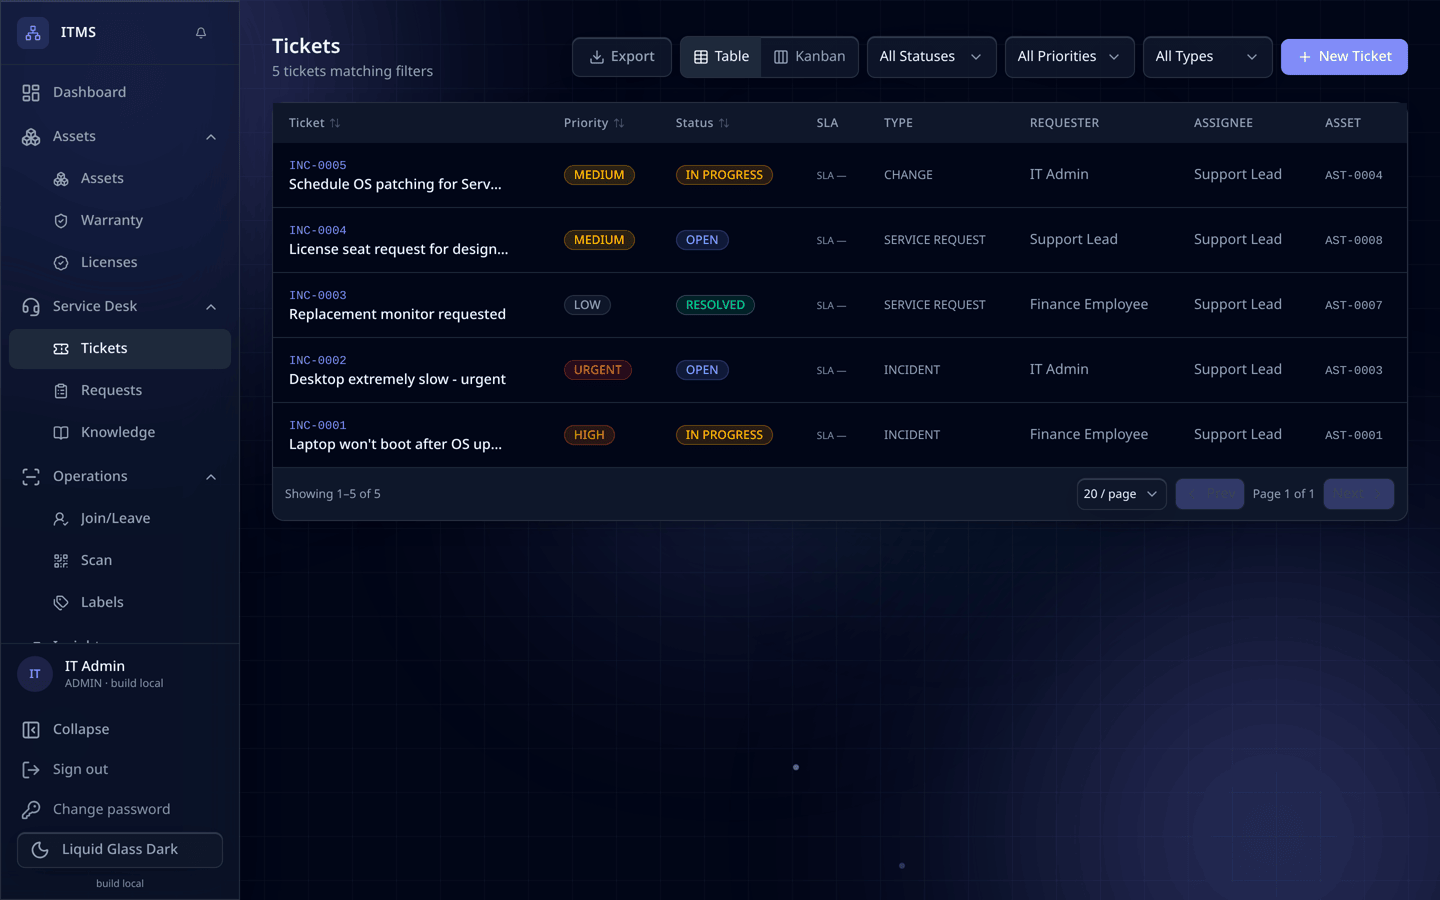 ITMS
Dashboard
Assets
Assets
Warranty
Licenses
Service Desk
Tickets
Requests
Knowledge
Operations
Join/Leave
Scan
Labels
IT
IT Admin
ADMIN · build local
Collapse
Sign out
Change password
Liquid Glass Dark
build local
Tickets
5 tickets matching filters
Export
Table
Kanban
All Statuses
All Priorities
All Types
New Ticket
Ticket Priority Status SLA TYPE REQUESTER ASSIGNEE ASSET
INC-0005
Schedule OS patching for Serv... MEDIUM IN PROGRESS SLA — CHANGE IT Admin Support Lead AST-0004
INC-0004
License seat request for design... MEDIUM OPEN SLA — SERVICE REQUEST Support Lead Support Lead AST-0008
INC-0003
Replacement monitor requested LOW RESOLVED SLA — SERVICE REQUEST Finance Employee Support Lead AST-0007
INC-0002
Desktop extremely slow - urgent URGENT OPEN SLA — INCIDENT IT Admin Support Lead AST-0003
INC-0001
Laptop won't boot after OS up... HIGH IN PROGRESS SLA — INCIDENT Finance Employee Support Lead AST-0001
Showing 1–5 of 5
20 / page
Prev
Page 1 of 1
Next